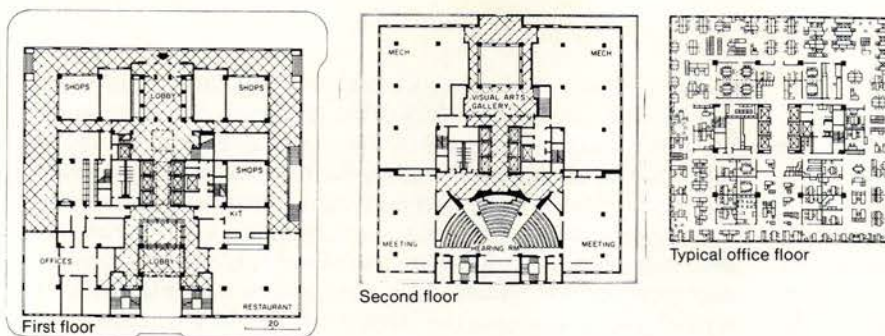 SHOPS
LOBBY
SHOPS
SHOPS
KIT
OFFICES
LOBBY
RESTAURANT
First floor
20
MECH
MECH
VISUAL ARTS
GALLERY
MEETING
HEARING RM
MEETING
Second floor
Typical office floor